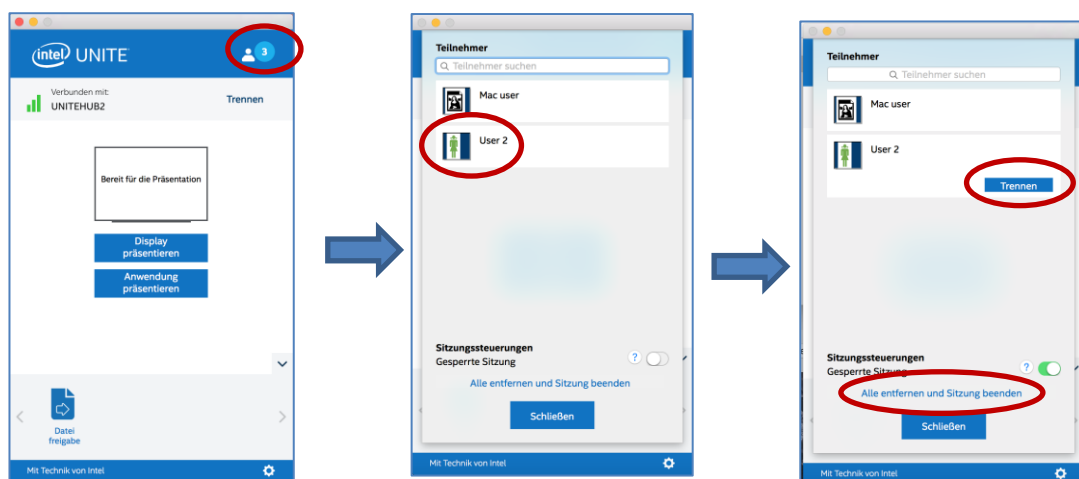 intel UNITE
3
Verbunden mit:
UNITEHUB2
Trennen
Bereit für die Präsentation
Display
präsentieren
Anwendung
präsentieren
Datei
freigabe
Mit Technik von Intel
Teilnehmer
Teilnehmer suchen
Mac user
User 2
Sitzungssteuerungen
Gesperrte Sitzung
?
Alle entfernen und Sitzung beenden
Schließen
Mit Technik von Intel
Teilnehmer
Teilnehmer suchen
Mac user
User 2
Trennen
Sitzungssteuerungen
Gesperrte Sitzung
?
Alle entfernen und Sitzung beenden
Schließen
Mit Technik von Intel